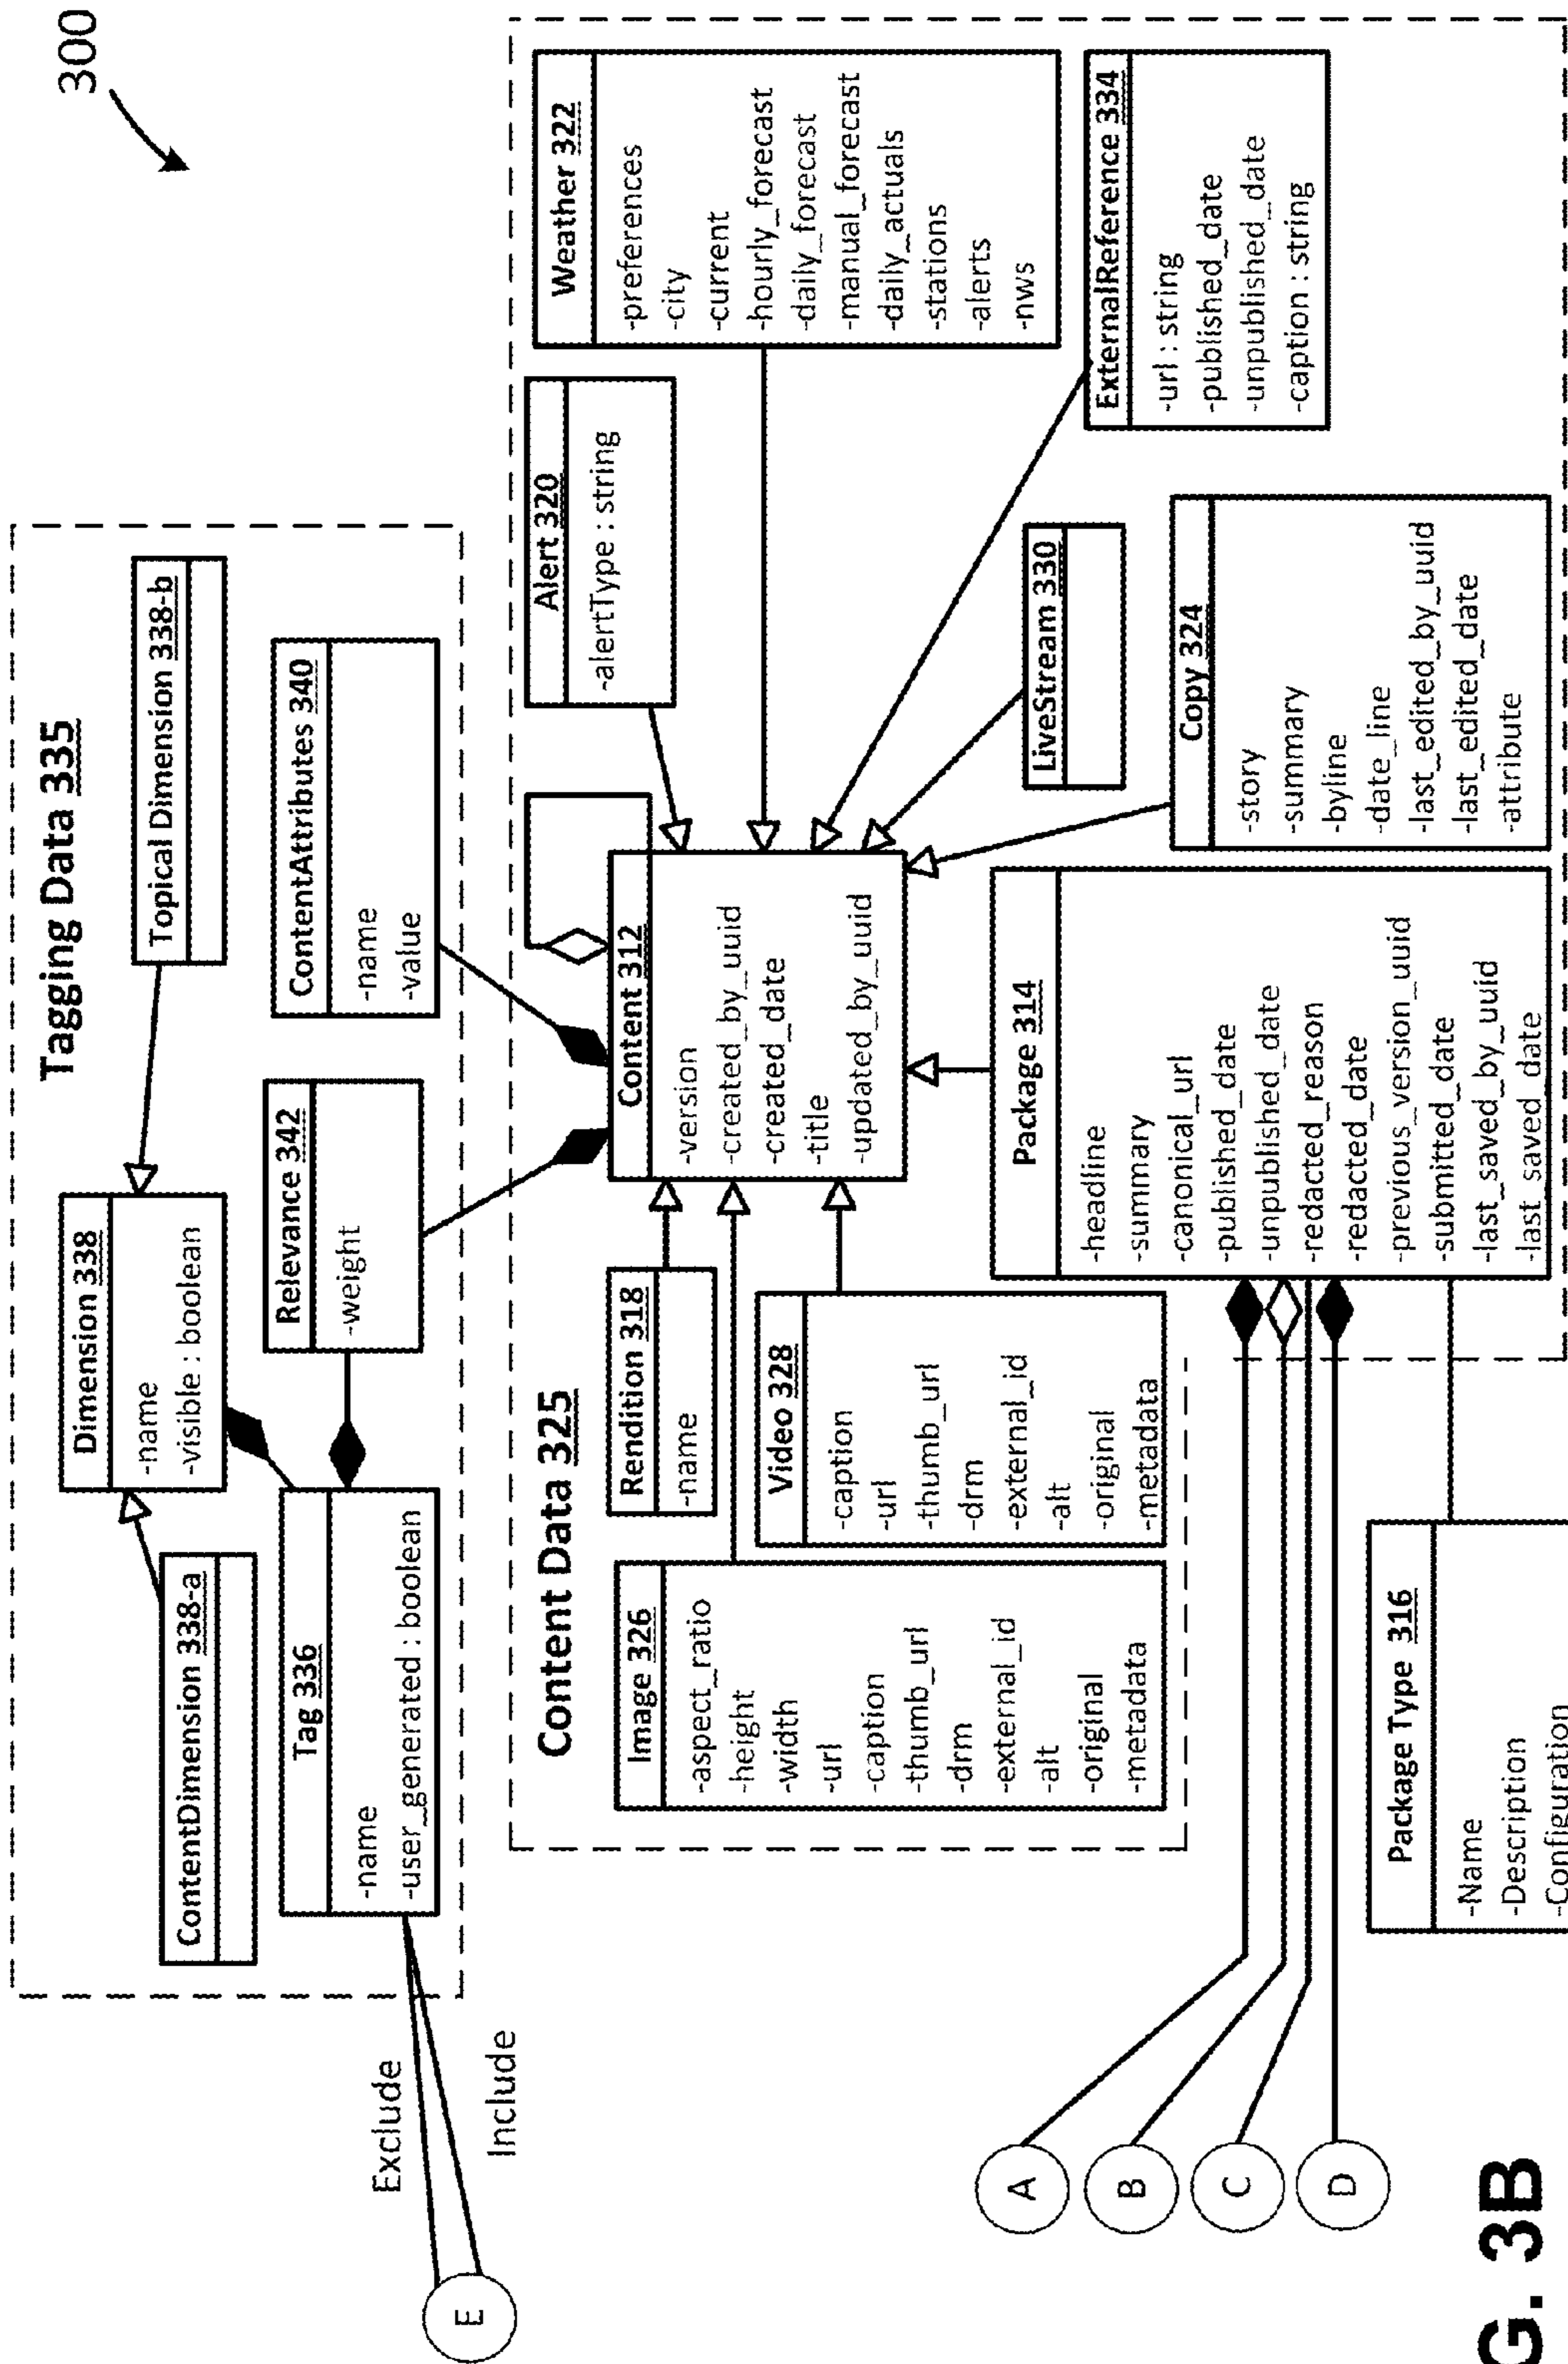 300
Tagging Data 335
ContentDimension 338-a
Dimension 338
-name
-visible : boolean
Topical Dimension 338-b
Tag 336
-name
-user_generated : boolean
Relevance 342
-weight
ContentAttributes 340
-name
-value
Exclude
Include
E
Content Data 325
Image 326
-aspect_ratio
-height
-width
-url
-caption
-thumb_url
-drm
-external_id
-alt
-original
-metadata
Rendition 318
-name
Video 328
-caption
-url
-thumb_url
-drm
-external_id
-alt
-original
-metadata
Content 312
-version
-created_by_uuid
-created_date
-title
-updated_by_uuid
Alert 320
-alertType : string
Weather 322
-preferences
-city
-current
-hourly_forecast
-daily_forecast
-manual_forecast
-daily_actuals
-stations
-alerts
-nws
ExternalReference 334
-url : string
-published_date
-unpublished_date
-caption : string
LiveStream 330
Copy 324
-story
-summary
-byline
-date_line
-last_edited_by_uuid
-last_edited_date
-attribute
Package 314
-headline
-summary
-canonical_url
-published_date
-unpublished_date
-redacted_reason
-redacted_date
-previous_version_uuid
-submitted_date
-last_saved_by_uuid
-last_saved_date
A
B
C
D
Package Type 316
-Name
-Description
-Configuration
G. 3B